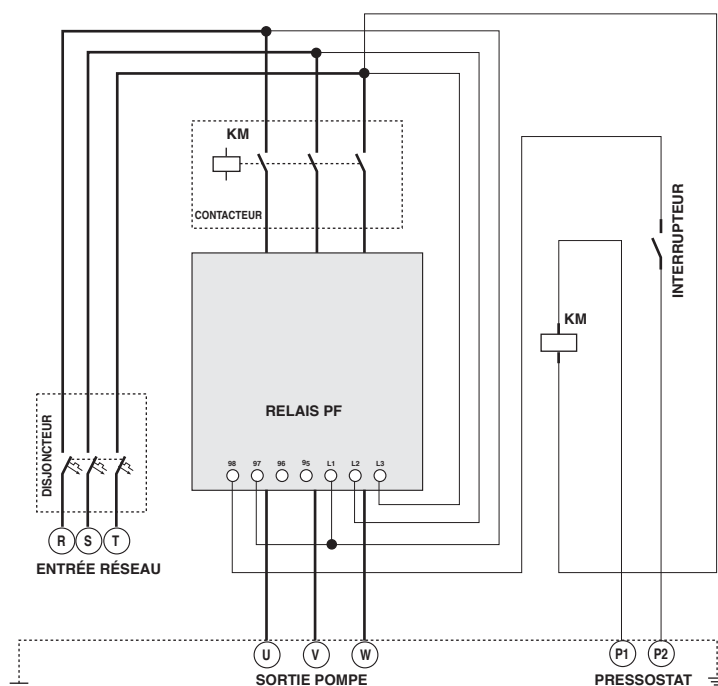 KM
CONTACTEUR
INTERRUPTEUR
KM
RELAIS PF
DISJONCTEUR
98 97 96 95 L1 L2 L3
R S T
ENTRÉE RÉSEAU
U V W
P1 P2
SORTIE POMPE
PRESSOSTAT